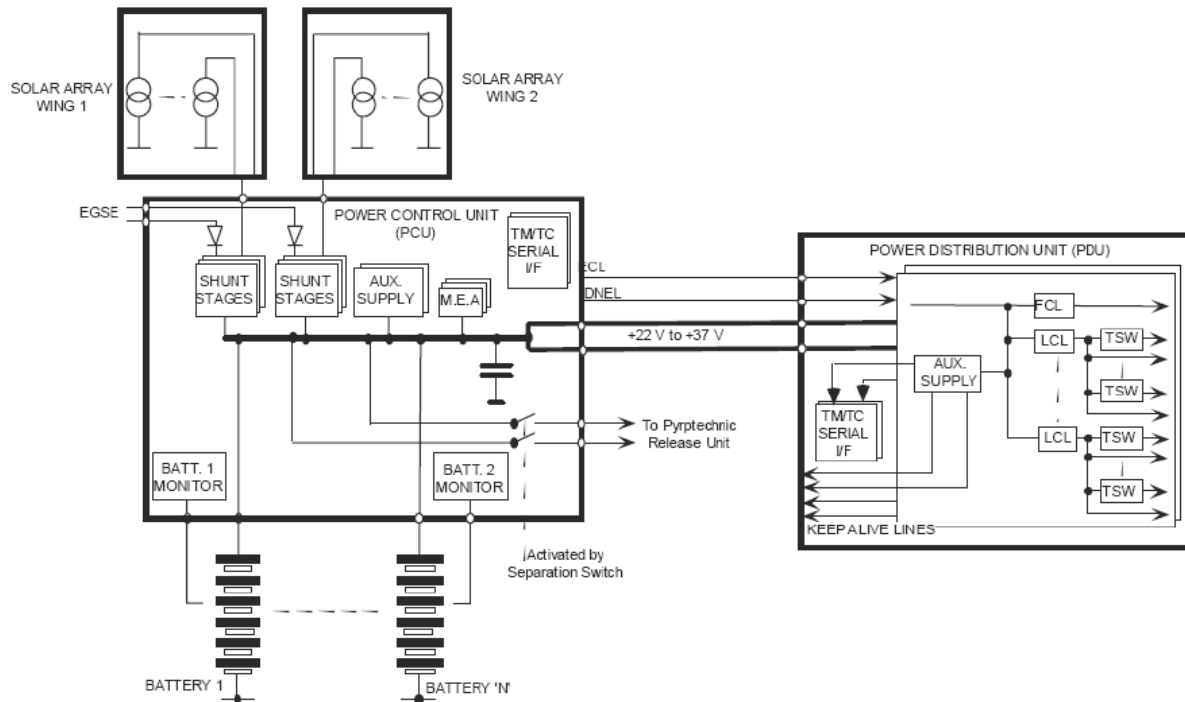 SOLAR ARRAY
WING 1
SOLAR ARRAY
WING 2
EGSE
POWER CONTROL UNIT
(PCU)
TM/TC
SERIAL
I/F
SHUNT
STAGES
SHUNT
STAGES
AUX.
SUPPLY
M.E.A
ECL
DNEL
+22 V to +37 V
To Pyrptechnic
Release Unit
BATT. 1
MONITOR
BATT. 2
MONITOR
Activated by
Separation Switch
BATTERY 1
BATTERY 'N'
POWER DISTRIBUTION UNIT (PDU)
FCL
LCL
TSW
TSW
AUX.
SUPPLY
TM/TC
SERIAL
I/F
LCL
TSW
TSW
KEEP ALIVE LINES